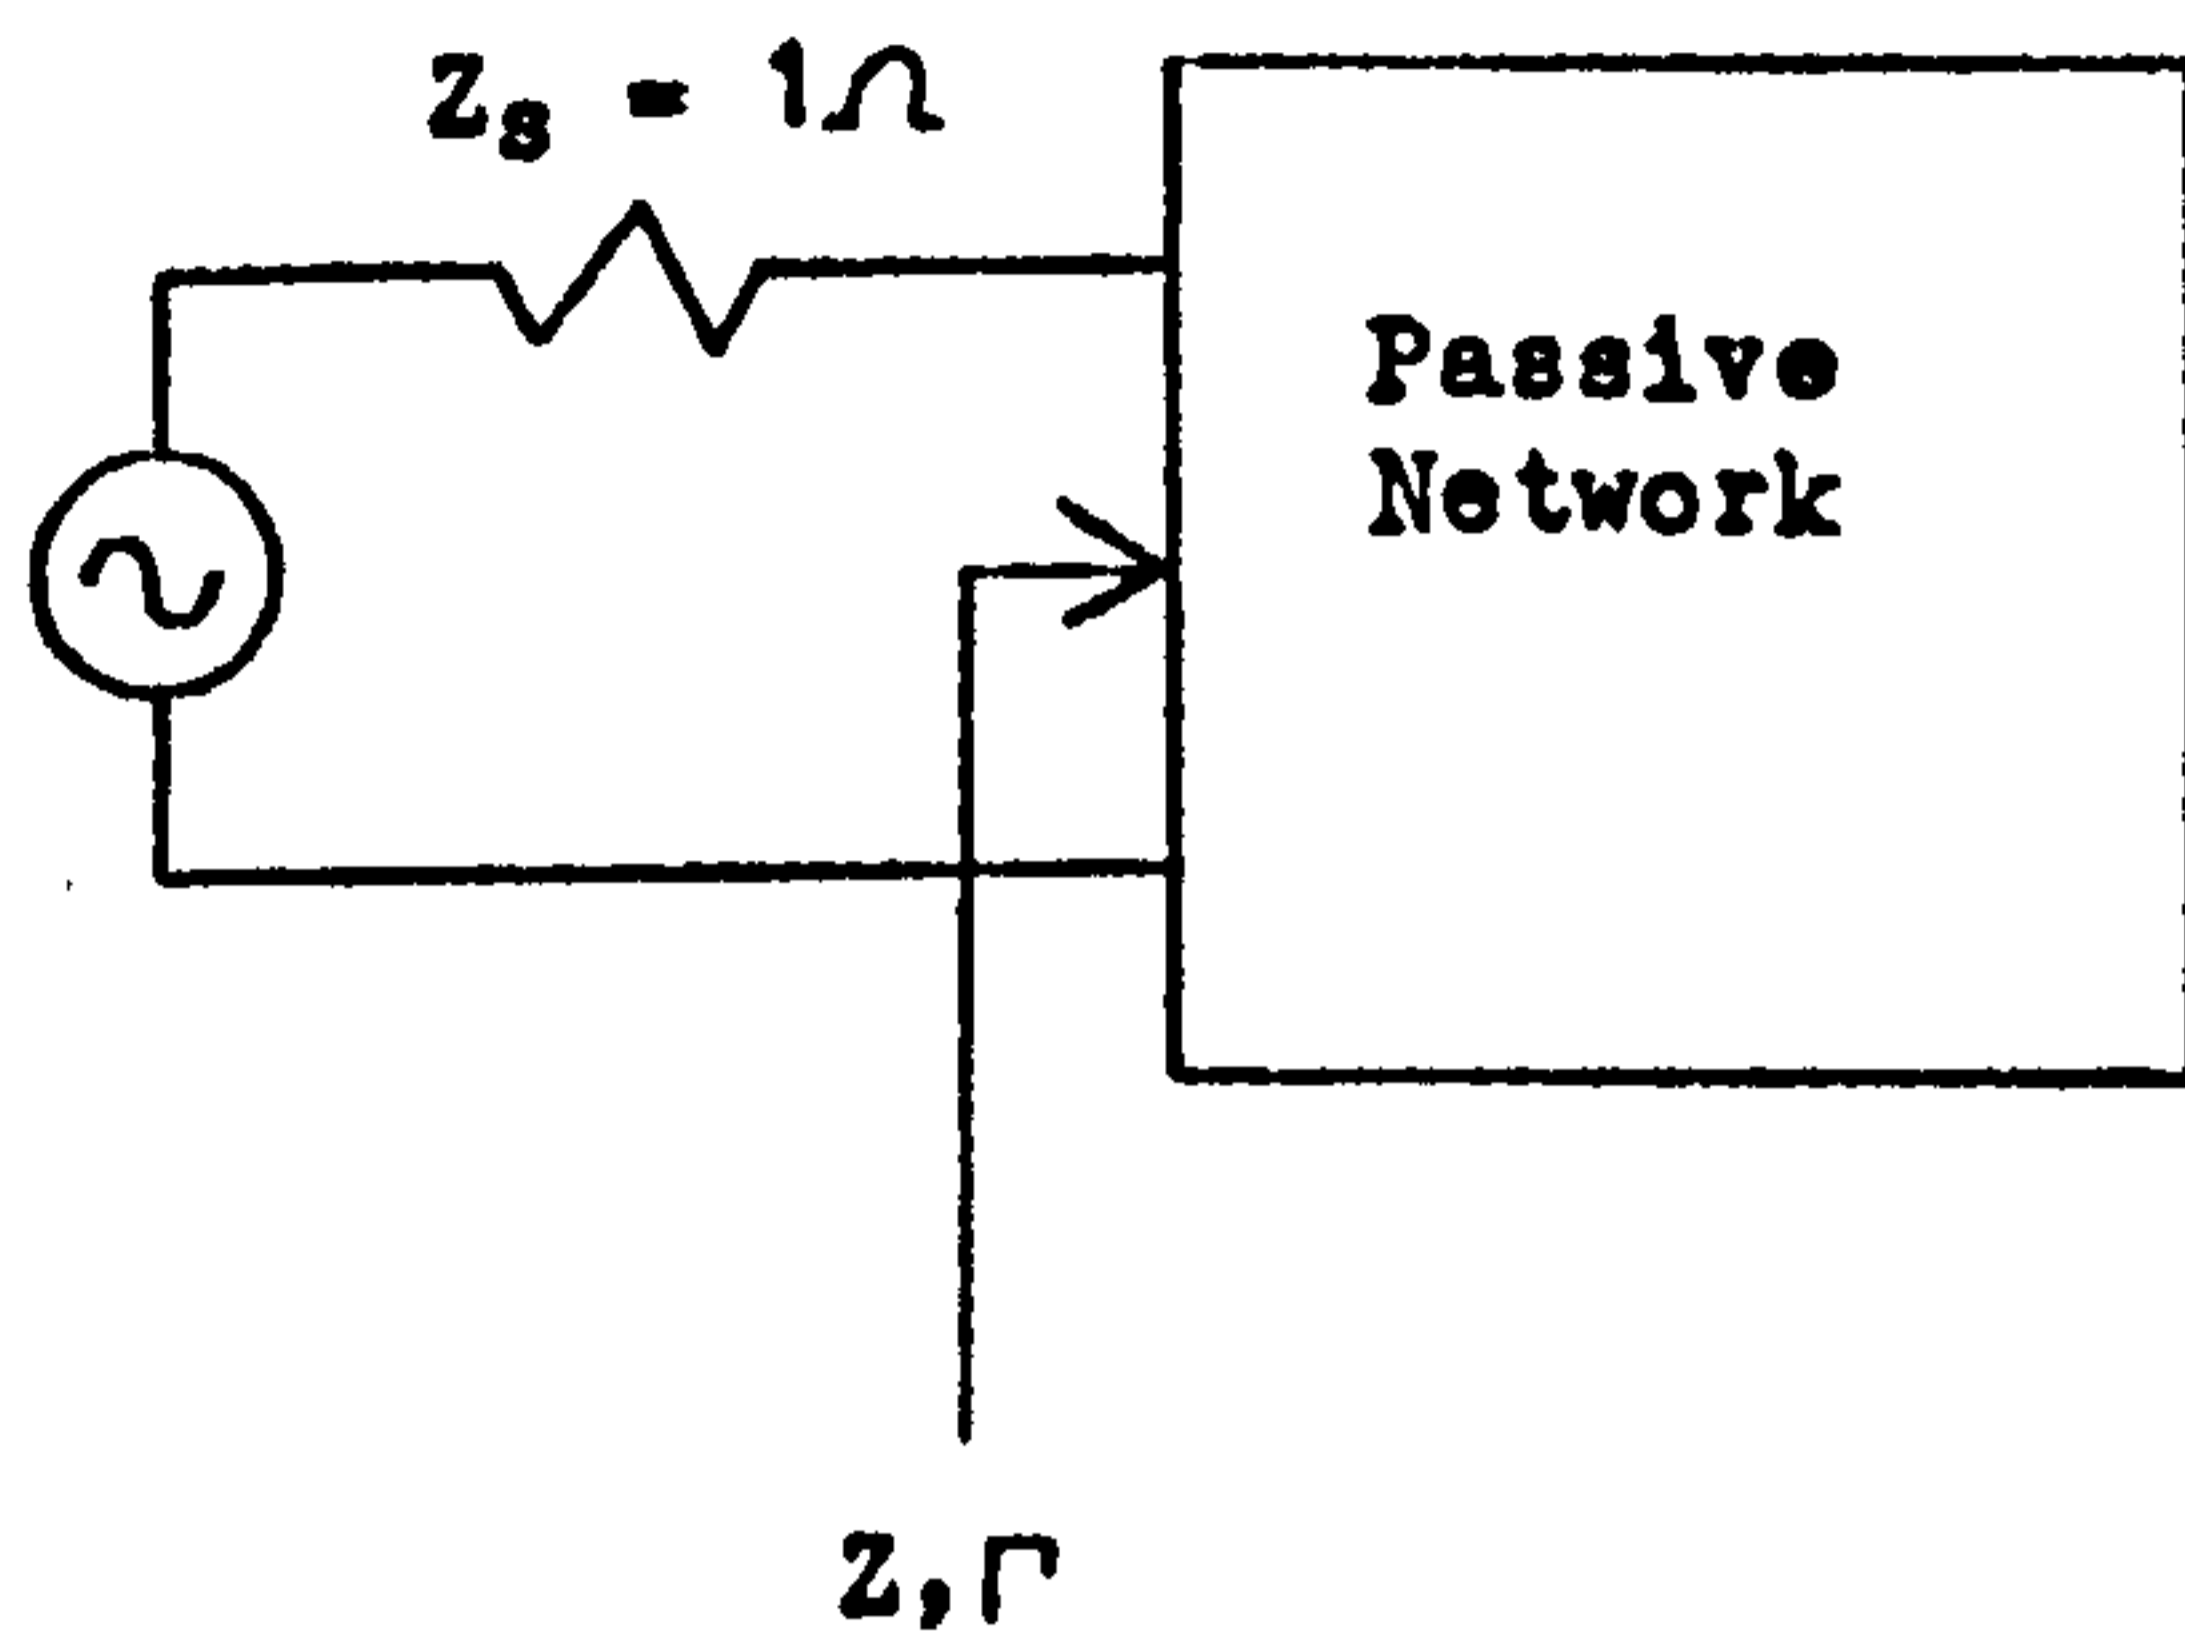 Zs = 1Ω
Passive
Network
Z,Γ